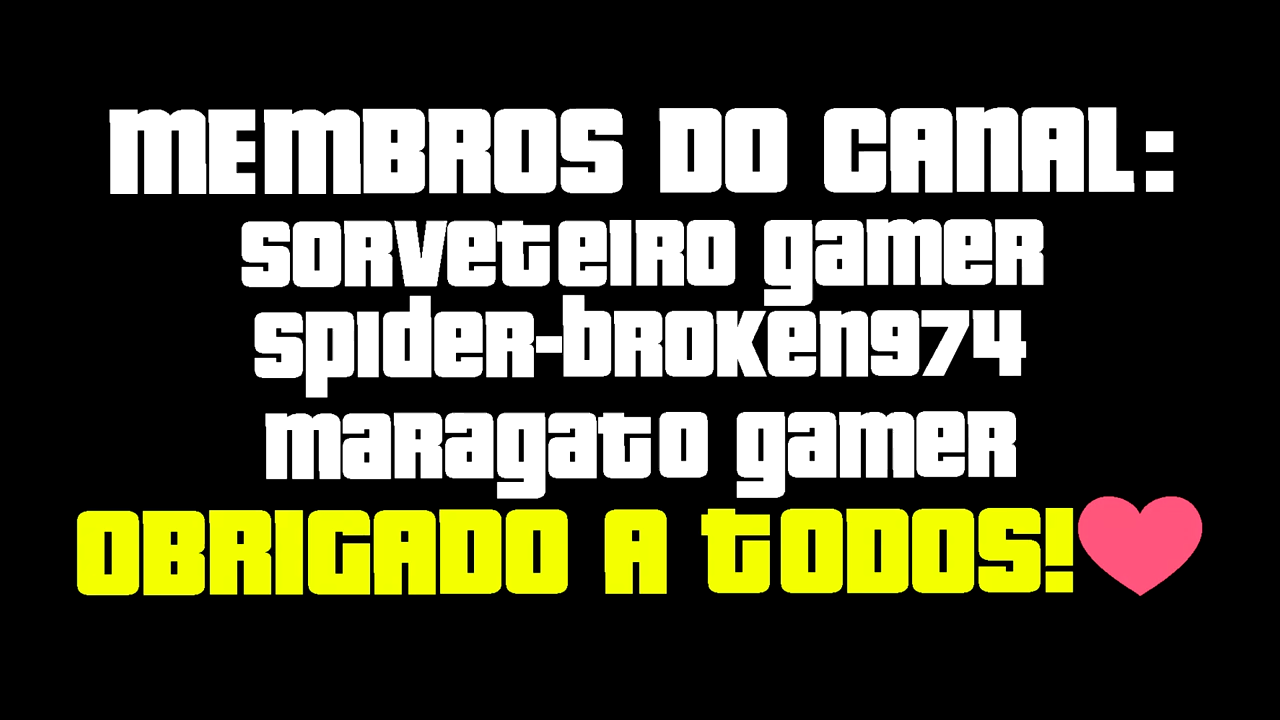 MEMBROS DO CANAL:
sorveteiro gamer
spider-broken974
maragato gamer
OBRIGADO A TODOS!